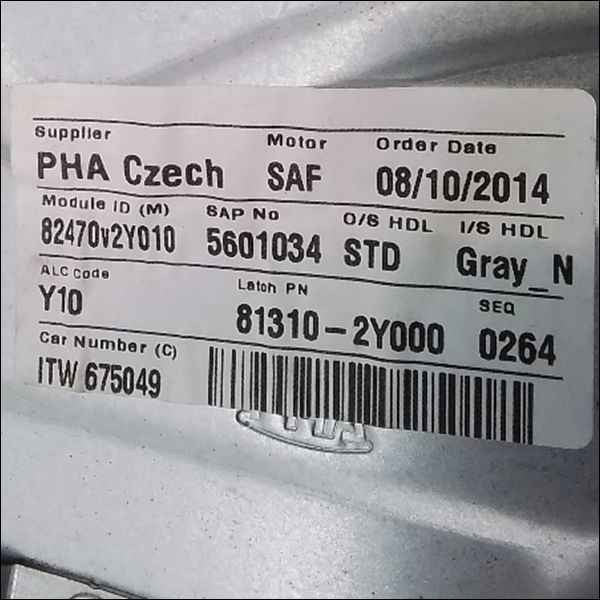 Supplier Motor Order Date
PHA Czech SAF 08/10/2014
Module ID (M) SAP No O/S HDL I/S HDL
82470v2Y010 5601034 STD Gray_N
ALC Code Latch PN SEQ
Y10 81310-2Y000 0264
Car Number (C)
ITW 675049